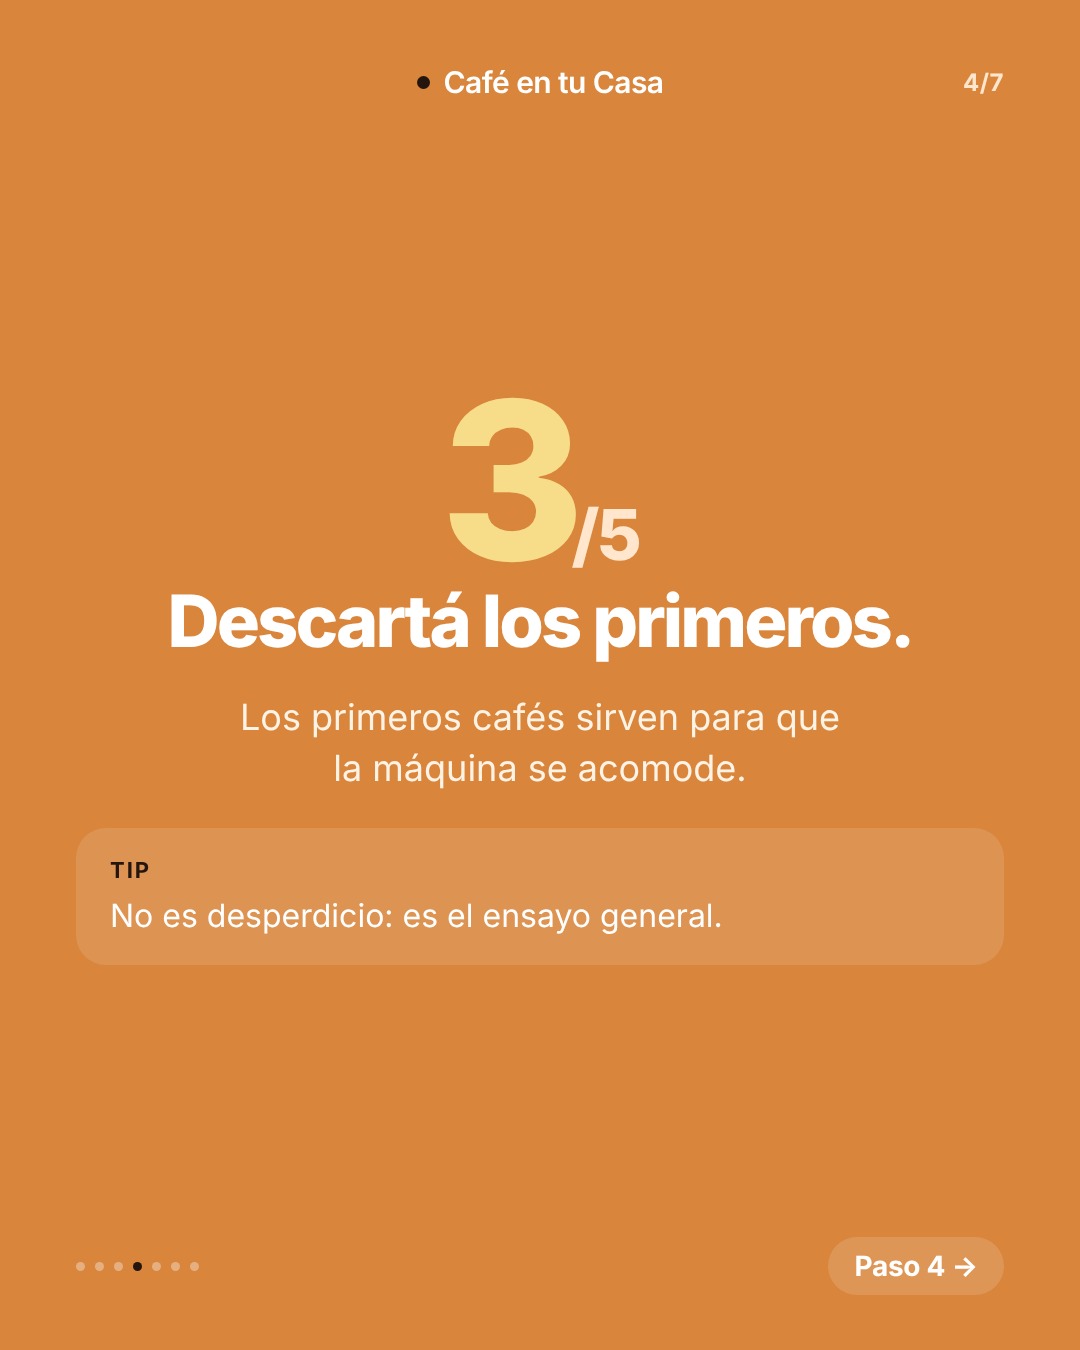 Café en tu Casa
4/7
3/5
Descartá los primeros.
Los primeros cafés sirven para que
la máquina se acomode.
TIP
No es desperdicio: es el ensayo general.
Paso 4 →